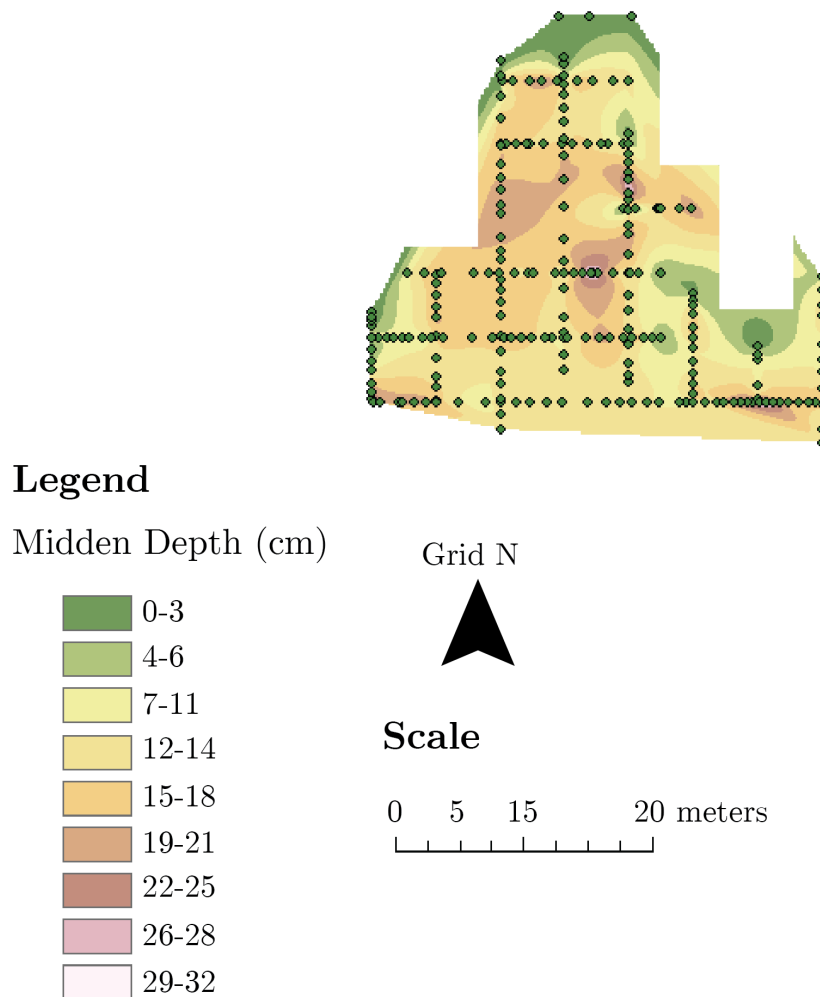 Legend
Midden Depth (cm)
0-3
4-6
7-11
12-14
15-18
19-21
22-25
26-28
29-32
Grid N
Scale
0 5 15 20 meters